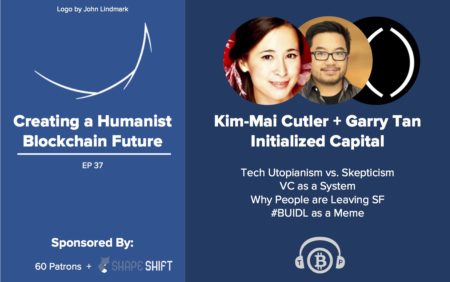 Logo by John Lindmark
Creating a Humanist
Blockchain Future
EP 37
Sponsored By:
60 Patrons +
SHAPESHIFT
Kim-Mai Cutler + Garry Tan
Initialized Capital
Tech Utopianism vs. Skepticism
VC as a System
Why People are Leaving SF
#BUIDL as a Meme
T
P